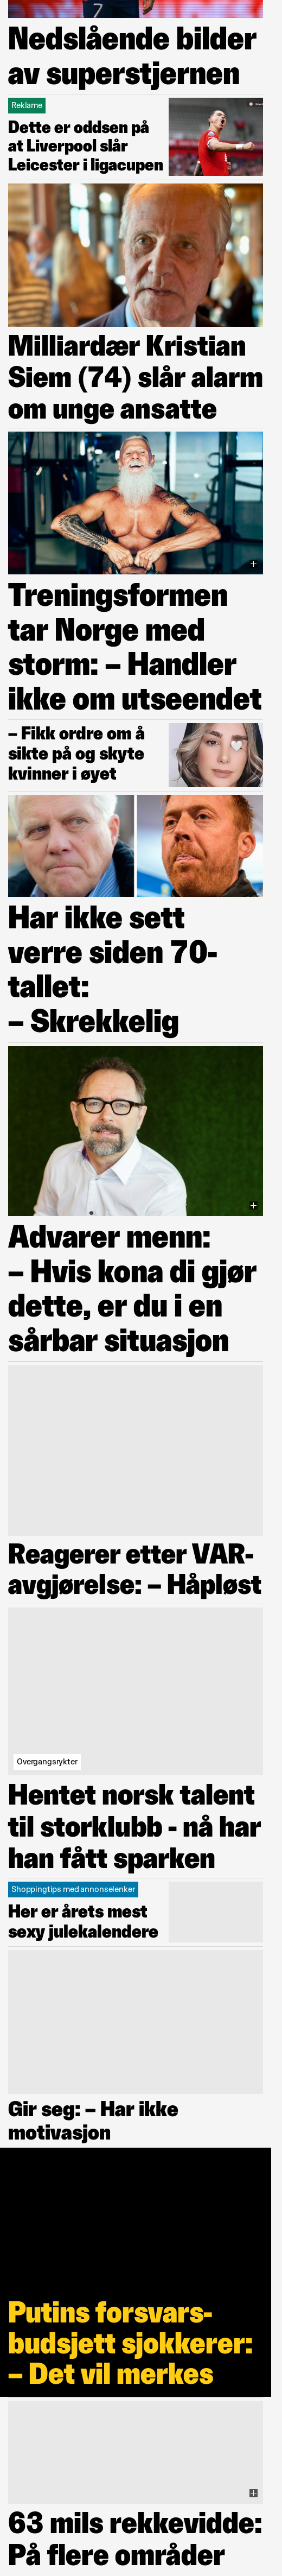 7
Nedslående bilder
av superstjernen
Reklame
Dette er oddsen på
at Liverpool slår
Leicester i ligacupen
Milliardær Kristian
Siem (74) slår alarm
om unge ansatte
Treningsformen
tar Norge med
storm: – Handler
ikke om utseendet
– Fikk ordre om å
sikte på og skyte
kvinner i øyet
Har ikke sett
verre siden 70-
tallet:
– Skrekkelig
Advarer menn:
– Hvis kona di gjør
dette, er du i en
sårbar situasjon
Reagerer etter VAR-
avgjørelse: – Håpløst
Overgangsrykter
Hentet norsk talent
til storklubb - nå har
han fått sparken
Shoppingtips med annonselenker
Her er årets mest
sexy julekalendere
Gir seg: – Har ikke
motivasjon
Putins forsvars-
budsjett sjokkerer:
– Det vil merkes
63 mils rekkevidde:
På flere områder